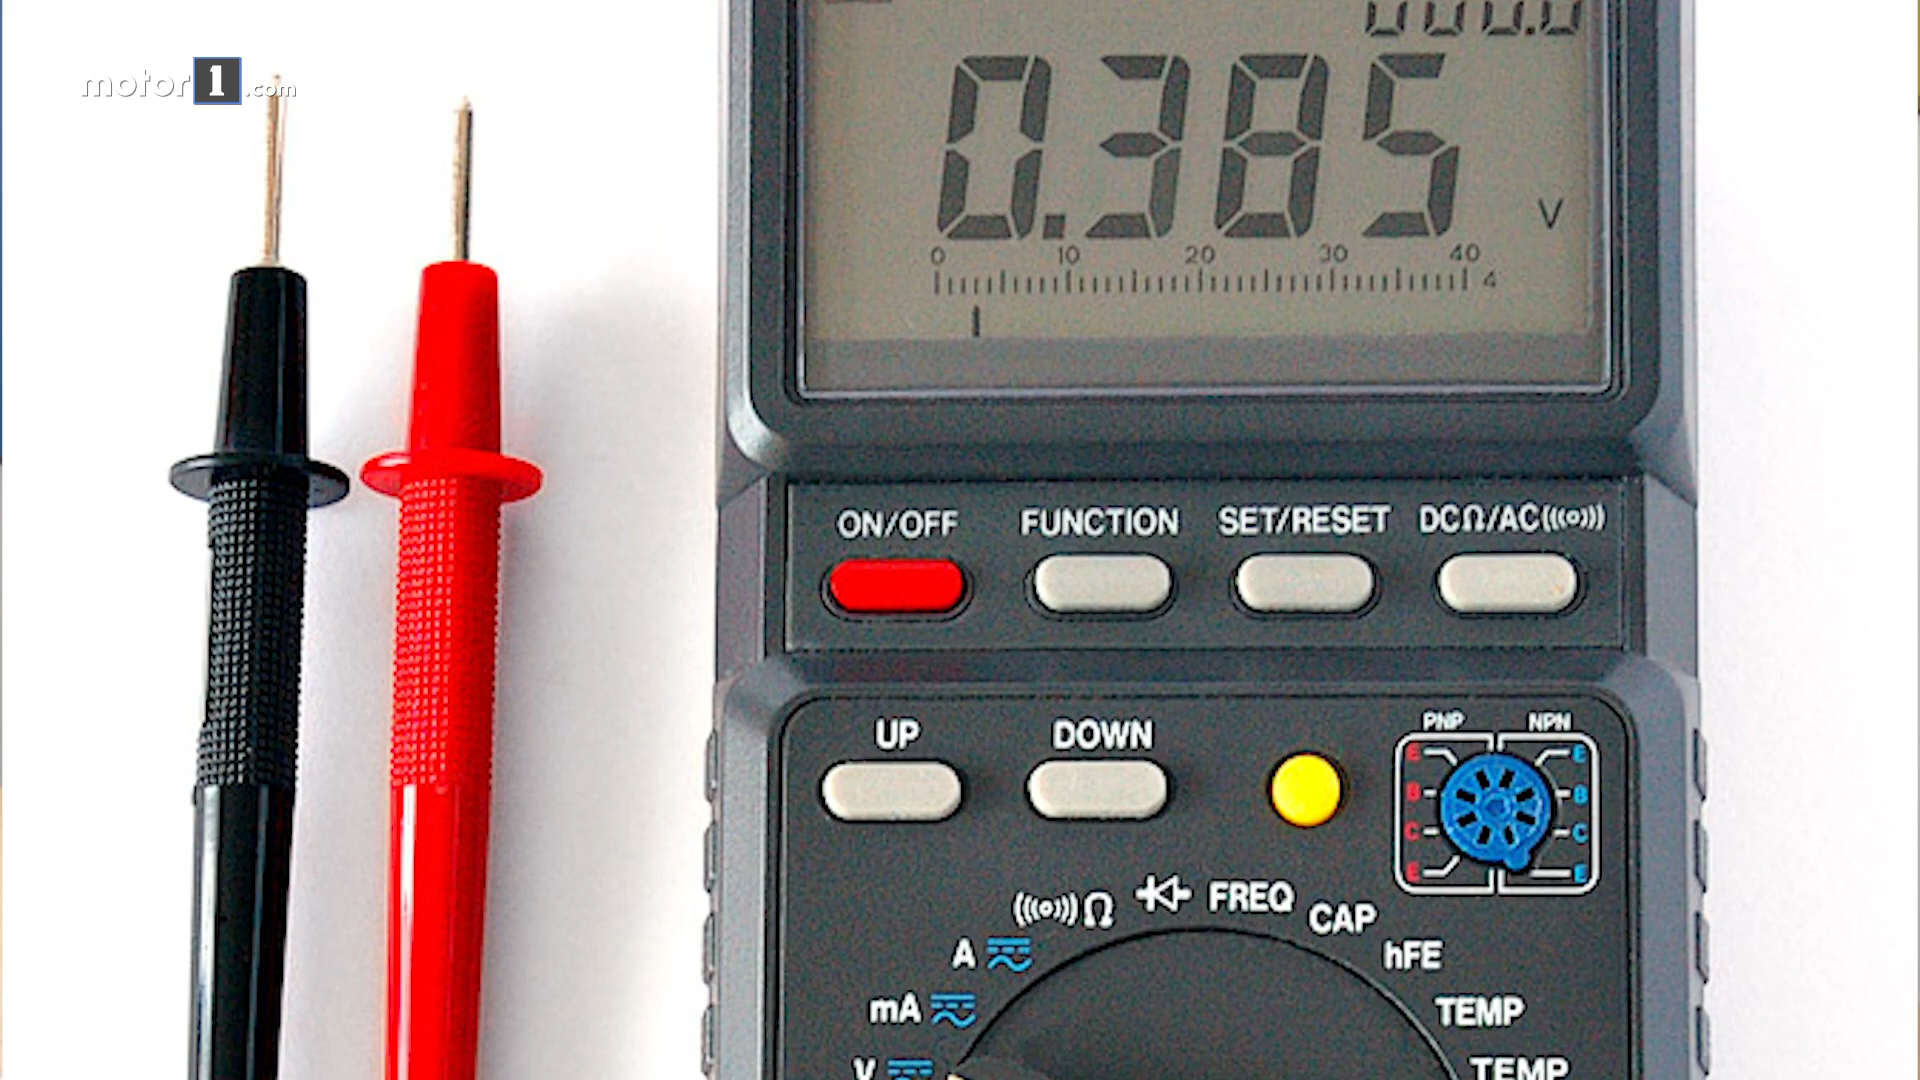 motor1.com
0.385
V
0 10 20 30 40
4
ON/OFF FUNCTION SET/RESET DCΩ/AC
UP DOWN
PNP NPN
E E
B B
C C
E E
Ω FREQ CAP
A hFE
mA TEMP
V TEMP